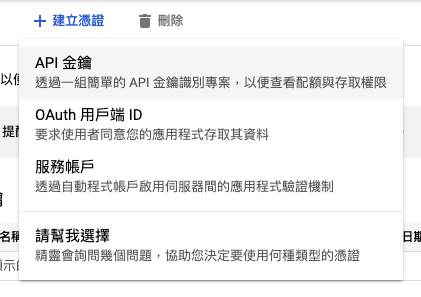 + 建立憑證 刪除
API 金鑰
透過一組簡單的 API 金鑰識別專案，以便查看配額與存取權限
OAuth 用戶端 ID
要求使用者同意您的應用程式存取其資料
服務帳戶
透過自動程式帳戶啟用伺服器間的應用程式驗證機制
請幫我選擇
精靈會詢問幾個問題，協助您決定要使用何種類型的憑證
以便
提醒
名稱
日期
顯示的